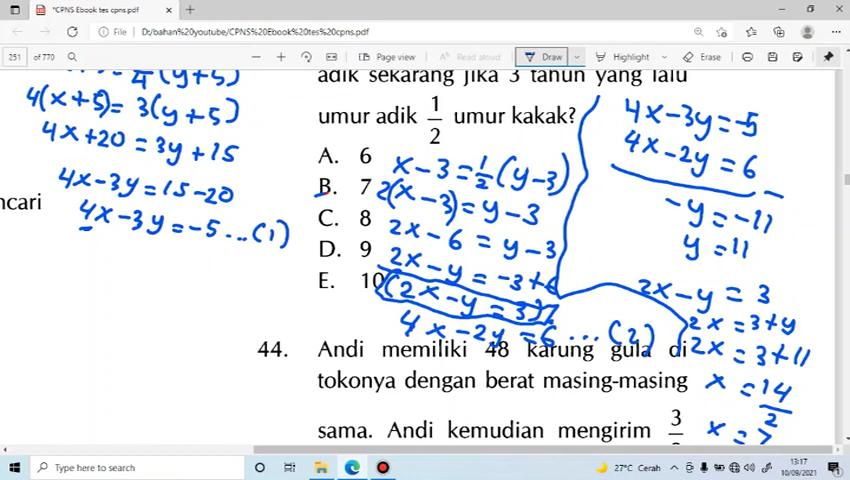 *CPNS Ebook tes cpns.pdf
File
D:/bahan%20youtube/CPNS%20Ebook%20tes%20cpns.pdf
251 of 770
Page view
Read aloud
Draw
Highlight
Erase
(y+5)
4(x+5)=3(y+5)
4x+20=3y+15
4x-3y=15-20
4x-3y=-5...(1)
ncari
adik sekarang jika 3 tahun yang lalu
umur adik 1/2 umur kakak?
A. 6
B. 7
C. 8
D. 9
E. 10
x-3=1/2(y-3)
2(x-3)=y-3
2x-6=y-3
2x-y=-3+6
(2x-y=3)2
4x-2y=6...(2)
4x-3y=-5
4x-2y=6
-
-y=-11
y=11
2x-y=3
2x=3+y
2x=3+11
x=14/2
x=7
44. Andi memiliki 48 karung gula di
tokonya dengan berat masing-masing
sama. Andi kemudian mengirim 3
Type here to search
27°C Cerah
13:17
10/09/2021